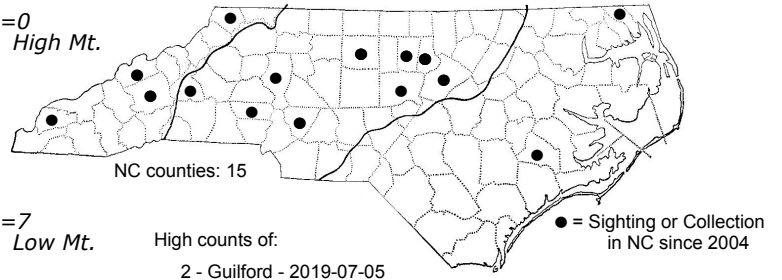 =0
High Mt.
NC counties: 15
=7
Low Mt.
High counts of:
2 - Guilford - 2019-07-05
● = Sighting or Collection
in NC since 2004